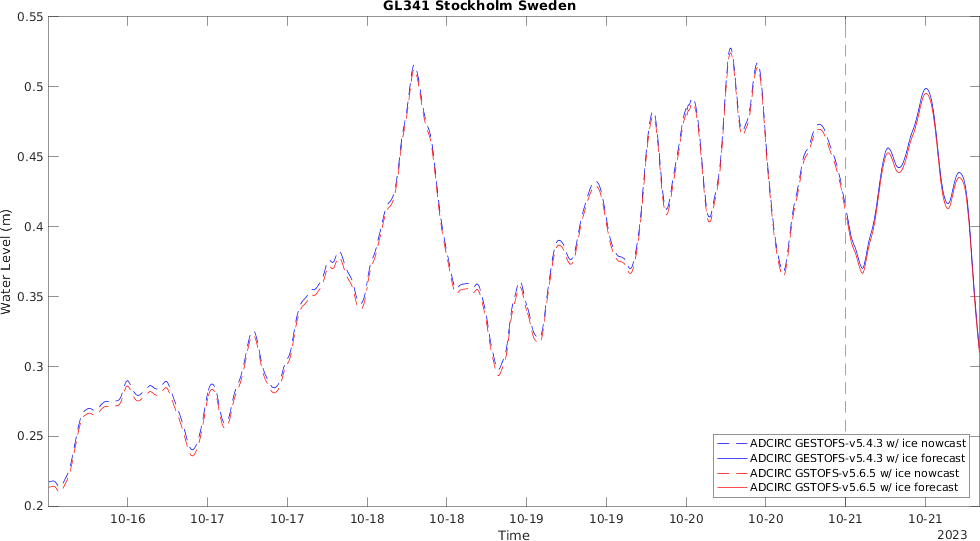 GL341 Stockholm Sweden
0.55
0.5
0.45
0.4
0.35
0.3
0.25
0.2
Water Level (m)
ADCIRC GESTOFS-v5.4.3 w/ ice nowcast
ADCIRC GESTOFS-v5.4.3 w/ ice forecast
ADCIRC GSTOFS-v5.6.5 w/ ice nowcast
ADCIRC GSTOFS-v5.6.5 w/ ice forecast
10-16 10-17 10-17 10-18 10-18 10-19 10-19 10-20 10-20 10-21 10-21
Time
2023